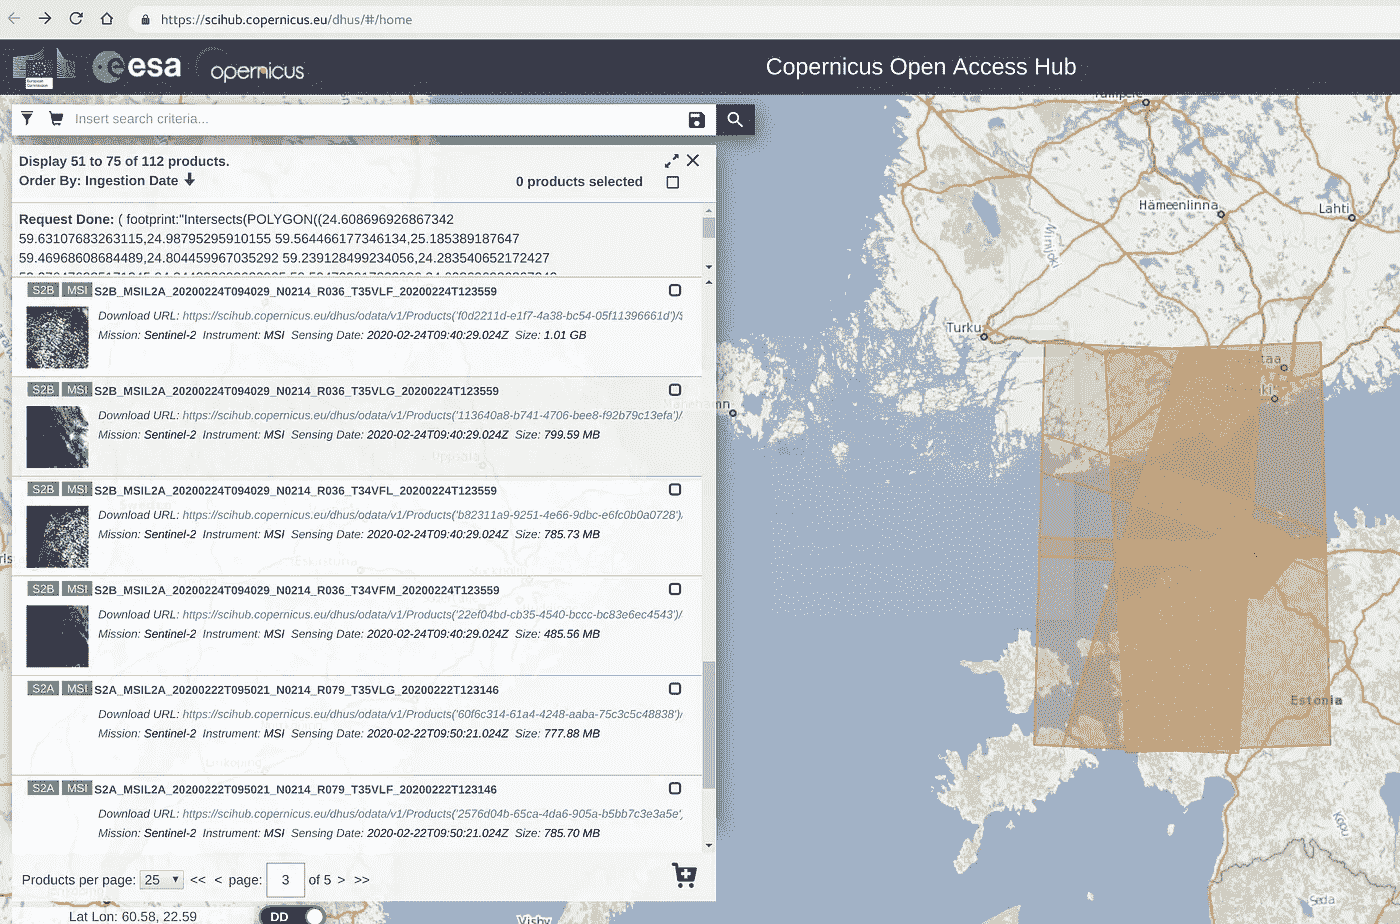 https://scihub.copernicus.eu/dhus/#/home
European
Commission
esa
opernicus
Copernicus Open Access Hub
Insert search criteria...
Display 51 to 75 of 112 products.
Order By: Ingestion Date
0 products selected
Request Done: ( footprint:"Intersects(POLYGON((24.608696926867342
59.63107683263115,24.98795295910155 59.564466177346134,25.185389187647
59.46968608684489,24.804459967035292 59.239128499234056,24.283540652172427
S2B MSI S2B_MSIL2A_20200224T094029_N0214_R036_T35VLF_20200224T123559
Download URL: https://scihub.copernicus.eu/dhus/odata/v1/Products('f0d2211d-e1f7-4a38-bc54-05f11396661d')/$
Mission: Sentinel-2 Instrument: MSI Sensing Date: 2020-02-24T09:40:29.024Z Size: 1.01 GB
S2B MSI S2B_MSIL2A_20200224T094029_N0214_R036_T35VLG_20200224T123559
Download URL: https://scihub.copernicus.eu/dhus/odata/v1/Products('113640a8-b741-4706-bee8-f92b79c13efa')/
Mission: Sentinel-2 Instrument: MSI Sensing Date: 2020-02-24T09:40:29.024Z Size: 799.59 MB
S2B MSI S2B_MSIL2A_20200224T094029_N0214_R036_T34VFL_20200224T123559
Download URL: https://scihub.copernicus.eu/dhus/odata/v1/Products('b82311a9-9251-4e66-9dbc-e6fc0b0a0728')/
Mission: Sentinel-2 Instrument: MSI Sensing Date: 2020-02-24T09:40:29.024Z Size: 785.73 MB
S2B MSI S2B_MSIL2A_20200224T094029_N0214_R036_T34VFM_20200224T123559
Download URL: https://scihub.copernicus.eu/dhus/odata/v1/Products('22ef04bd-cb35-4540-bccc-bc83e6ec4543')/
Mission: Sentinel-2 Instrument: MSI Sensing Date: 2020-02-24T09:40:29.024Z Size: 485.56 MB
S2A MSI S2A_MSIL2A_20200222T095021_N0214_R079_T35VLG_20200222T123146
Download URL: https://scihub.copernicus.eu/dhus/odata/v1/Products('60f6c314-61a4-4248-aaba-75c3c5c48838')/
Mission: Sentinel-2 Instrument: MSI Sensing Date: 2020-02-22T09:50:21.024Z Size: 777.88 MB
S2A MSI S2A_MSIL2A_20200222T095021_N0214_R079_T35VLF_20200222T123146
Download URL: https://scihub.copernicus.eu/dhus/odata/v1/Products('2576d04b-65ca-4da6-905a-b5bb7c3e3a5e',
Mission: Sentinel-2 Instrument: MSI Sensing Date: 2020-02-22T09:50:21.024Z Size: 785.70 MB
Products per page: 25 << < page: 3 of 5 > >>
Lat Lon: 60.58, 22.59
DD
Hämeenlinna
Lahti
Turku
Uppsala
Estonia
Visby